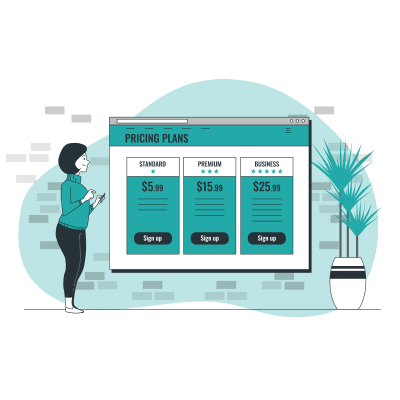 PRICING PLANS
STANDARD
$5.99
Sign up
PREMIUM
$15.99
Sign up
BUSINESS
$25.99
Sign up